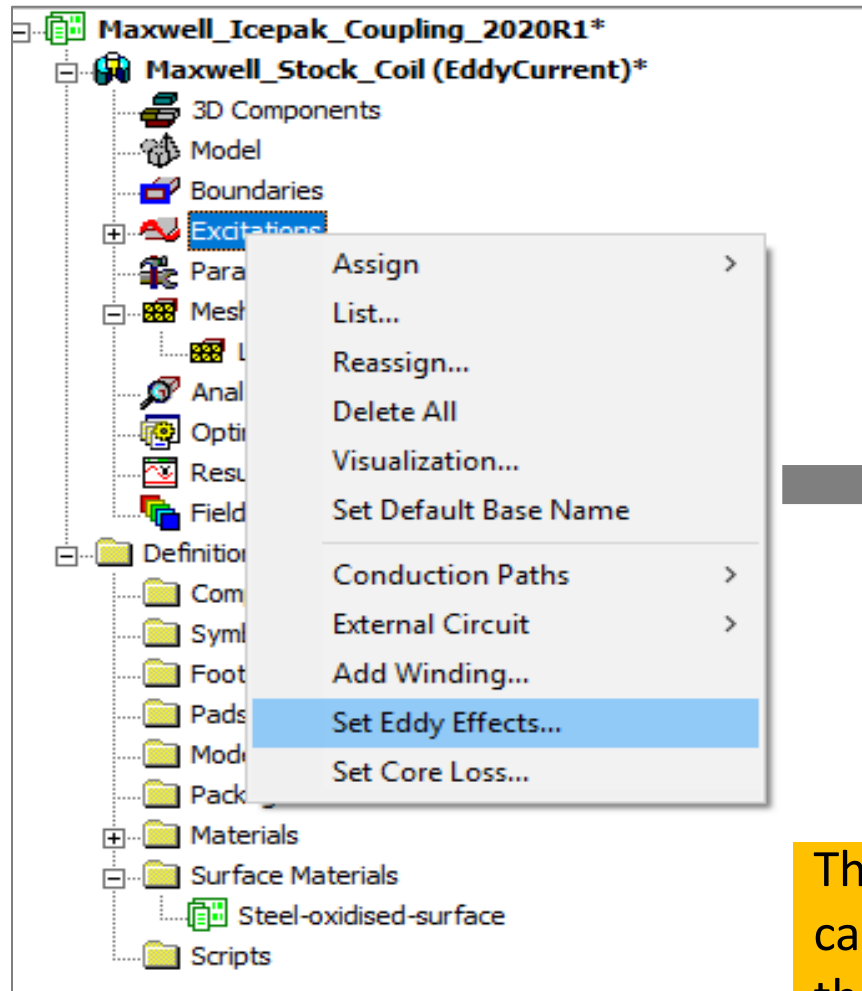 Maxwell_Icepak_Coupling_2020R1*
Maxwell_Stock_Coil (EddyCurrent)*
3D Components
Model
Boundaries
Excitations
Assign
List...
Reassign...
Delete All
Visualization...
Set Default Base Name
Conduction Paths
External Circuit
Add Winding...
Set Eddy Effects...
Set Core Loss...
Materials
Surface Materials
Steel-oxidised-surface
Scripts